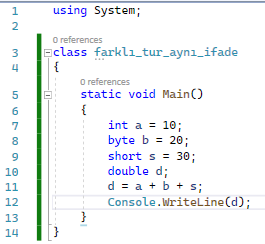 1 using System;
2
0 references
3 class farklı_tur_aynı_ifade
4 {
0 references
5 static void Main()
6 {
7 int a = 10;
8 byte b = 20;
9 short s = 30;
10 double d;
11 d = a + b + s;
12 Console.WriteLine(d);
13 }
14 }